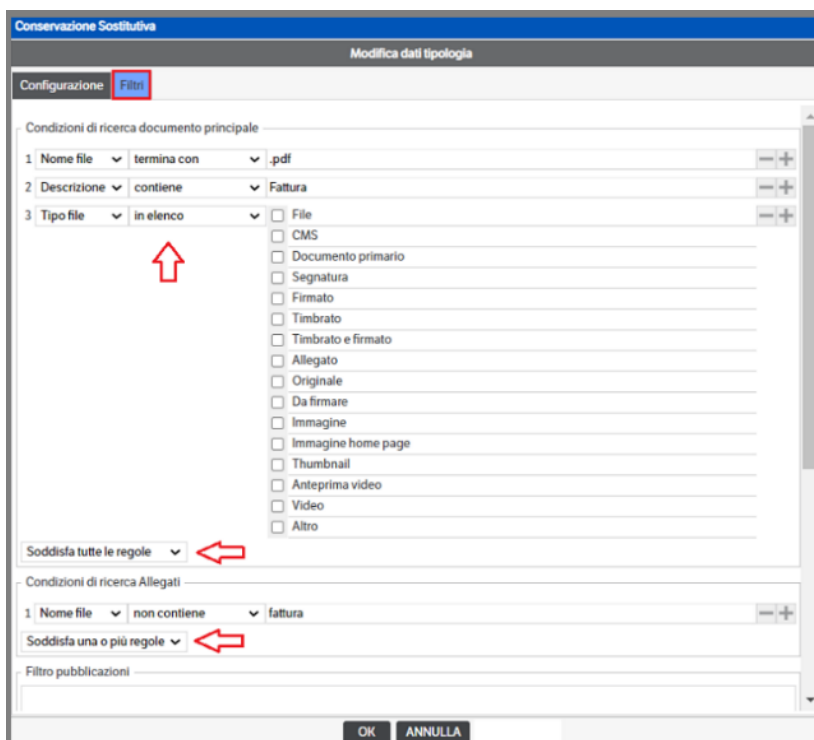 Conservazione Sostitutiva
Modifica dati tipologia
Configurazione Filtri
Condizioni di ricerca documento principale
1 Nome file termina con .pdf
2 Descrizione contiene Fattura
3 Tipo file in elenco File
CMS
Documento primario
Segnatura
Firmato
Timbrato
Timbrato e firmato
Allegato
Originale
Da firmare
Immagine
Immagine home page
Thumbnail
Anteprima video
Video
Altro
Soddisfa tutte le regole
Condizioni di ricerca Allegati
1 Nome file non contiene fattura
Soddisfa una o più regole
Filtro pubblicazioni
OK ANNULLA